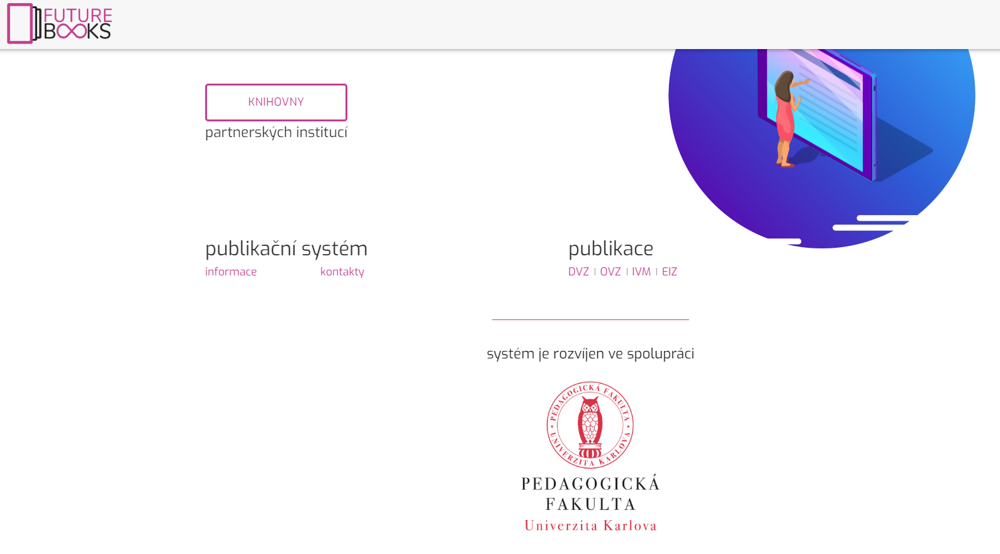 FUTURE
BOOKS
KNIHOVNY
partnerských institucí
publikační systém
informace
kontakty
publikace
DVZ | OVZ | IVM | EIZ
systém je rozvíjen ve spolupráci
• PEDAGOGICKÁ FAKULTA •
UNIVERZITA KARLOVA
PEDAGOGICKÁ
FAKULTA
Univerzita Karlova